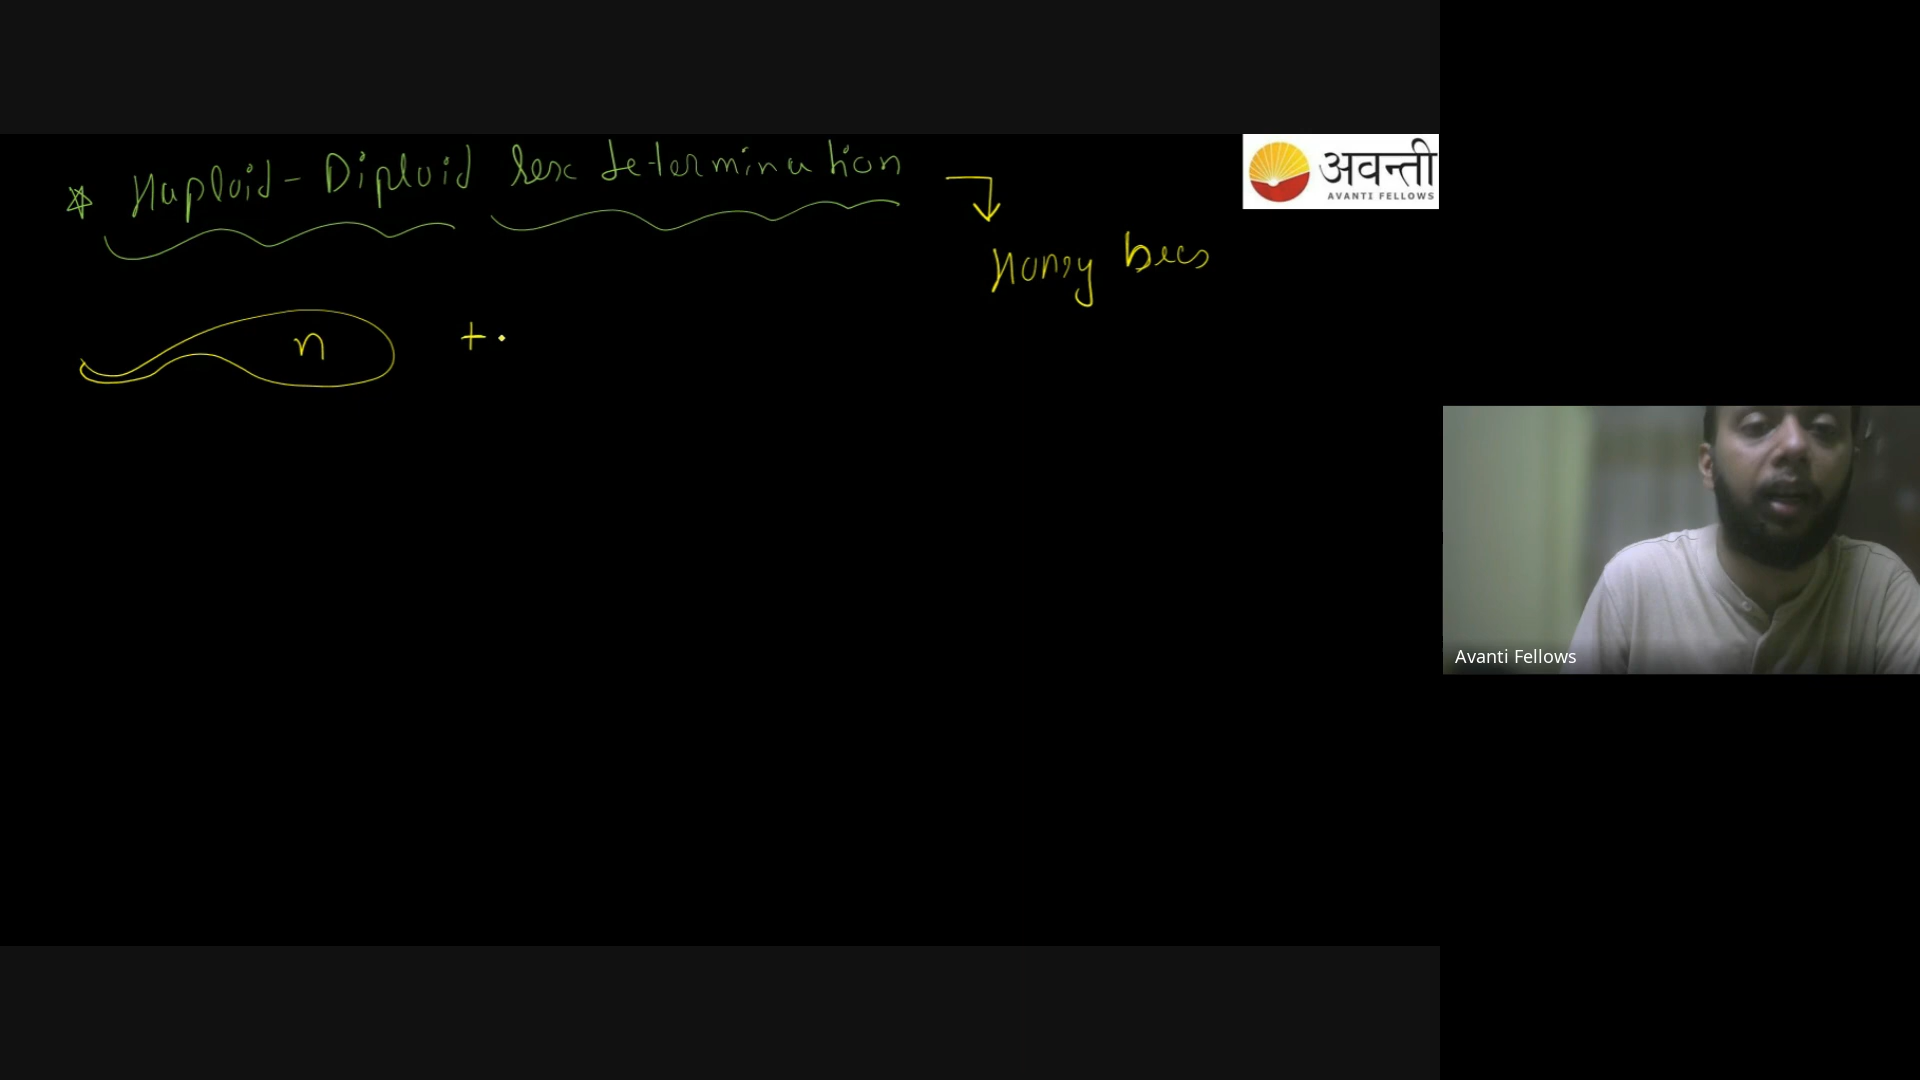 * Haploid-Diploid Sex determination
अवन्ती
AVANTI FELLOWS
Honey bees
n +
Avanti Fellows